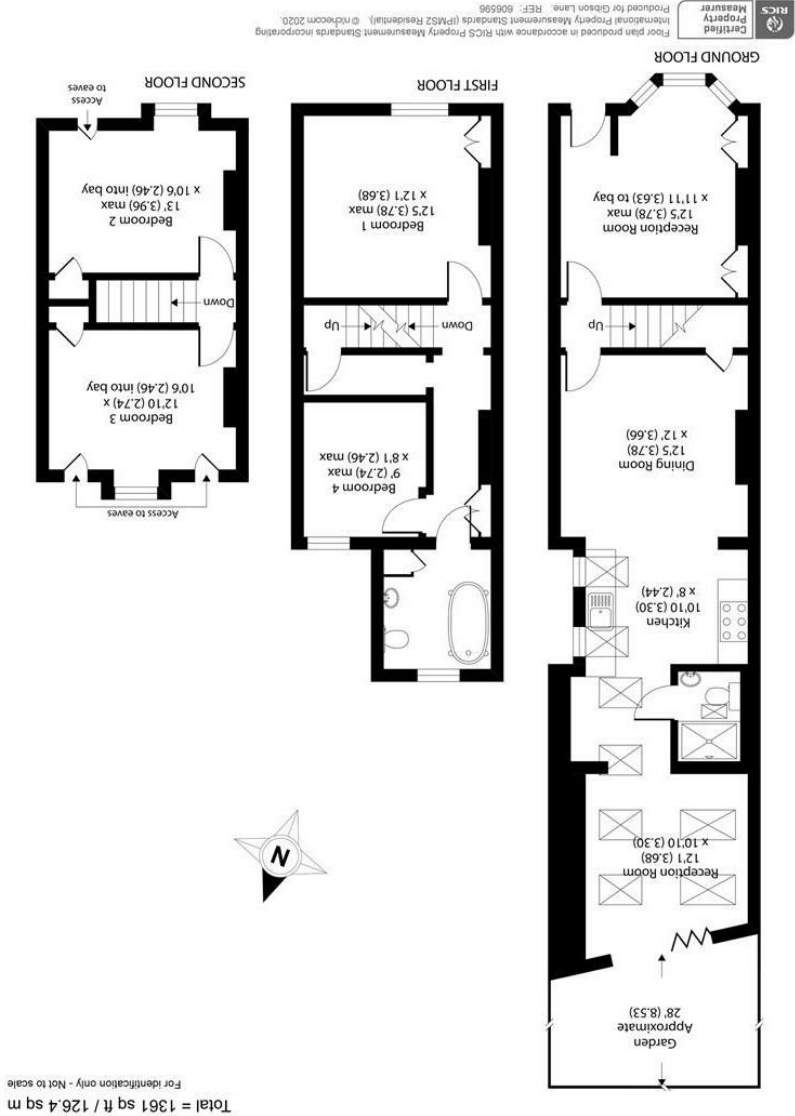 Total = 1361 sq ft / 126.4 sq m
For identification only - Not to scale
Garden
Approximate
28' (8.53)
Reception Room
12'1 (3.68)
x 10'10 (3.30)
Kitchen
10'10 (3.30)
x 8' (2.44)
Dining Room
12'5 (3.78)
x 12' (3.66)
Up
Reception Room
12'5 (3.78) max
x 11'11 (3.63) to bay
GROUND FLOOR
N
Bedroom 4
9' (2.74) max
x 8'1 (2.46) max
Down
Up
Bedroom 1
12'5 (3.78) max
x 12'1 (3.68)
FIRST FLOOR
Access to eaves
Bedroom 3
12'10 (2.74) x
10'6 (2.46) into bay
Down
Bedroom 2
13' (3.96) max
x 10'6 (2.46) into bay
Access
to eaves
SECOND FLOOR
RICS
Certified
Property
Measurer
Floor plan produced in accordance with RICS Property Measurement Standards incorporating
International Property Measurement Standards (IPMS2 Residential). © nichecom 2020.
Produced for Gibson Lane. REF: 606596